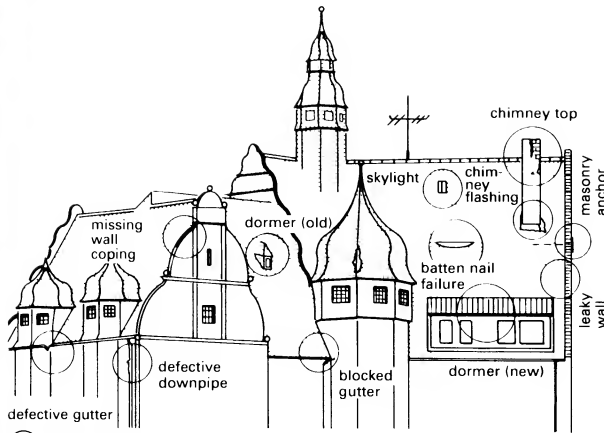 chimney top
skylight
chim-
ney
flashing
masonry
anchor
missing
wall
coping
dormer (old)
batten nail
failure
leaky
wall
defective
downpipe
blocked
gutter
dormer (new)
defective gutter